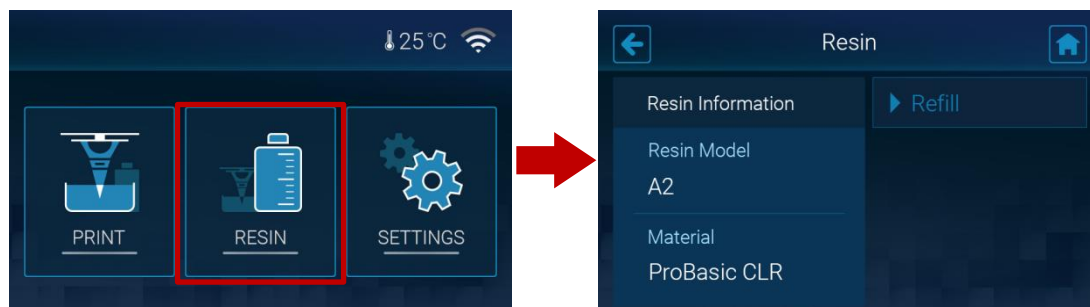 25°C
PRINT
RESIN
SETTINGS
Resin
Resin Information
Refill
Resin Model
A2
Material
ProBasic CLR